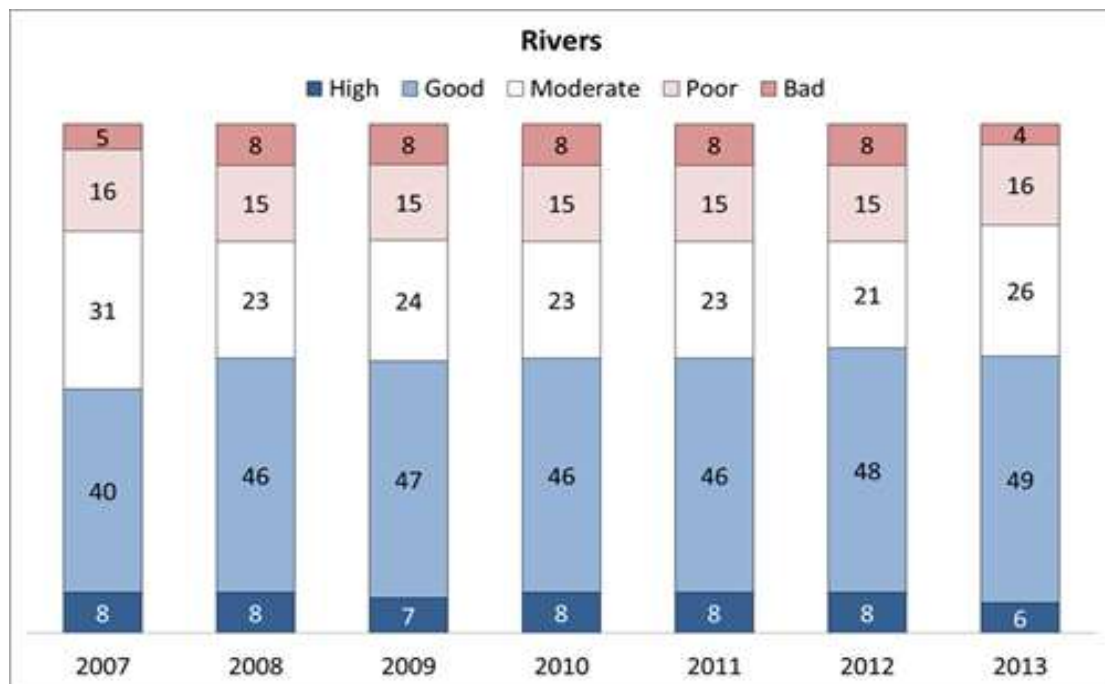 Rivers
High Good Moderate Poor Bad
5 8 8 8 8 8 4
16 15 15 15 15 15 16
31 23 24 23 23 21 26
40 46 47 46 46 48 49
8 8 7 8 8 8 6
2007 2008 2009 2010 2011 2012 2013